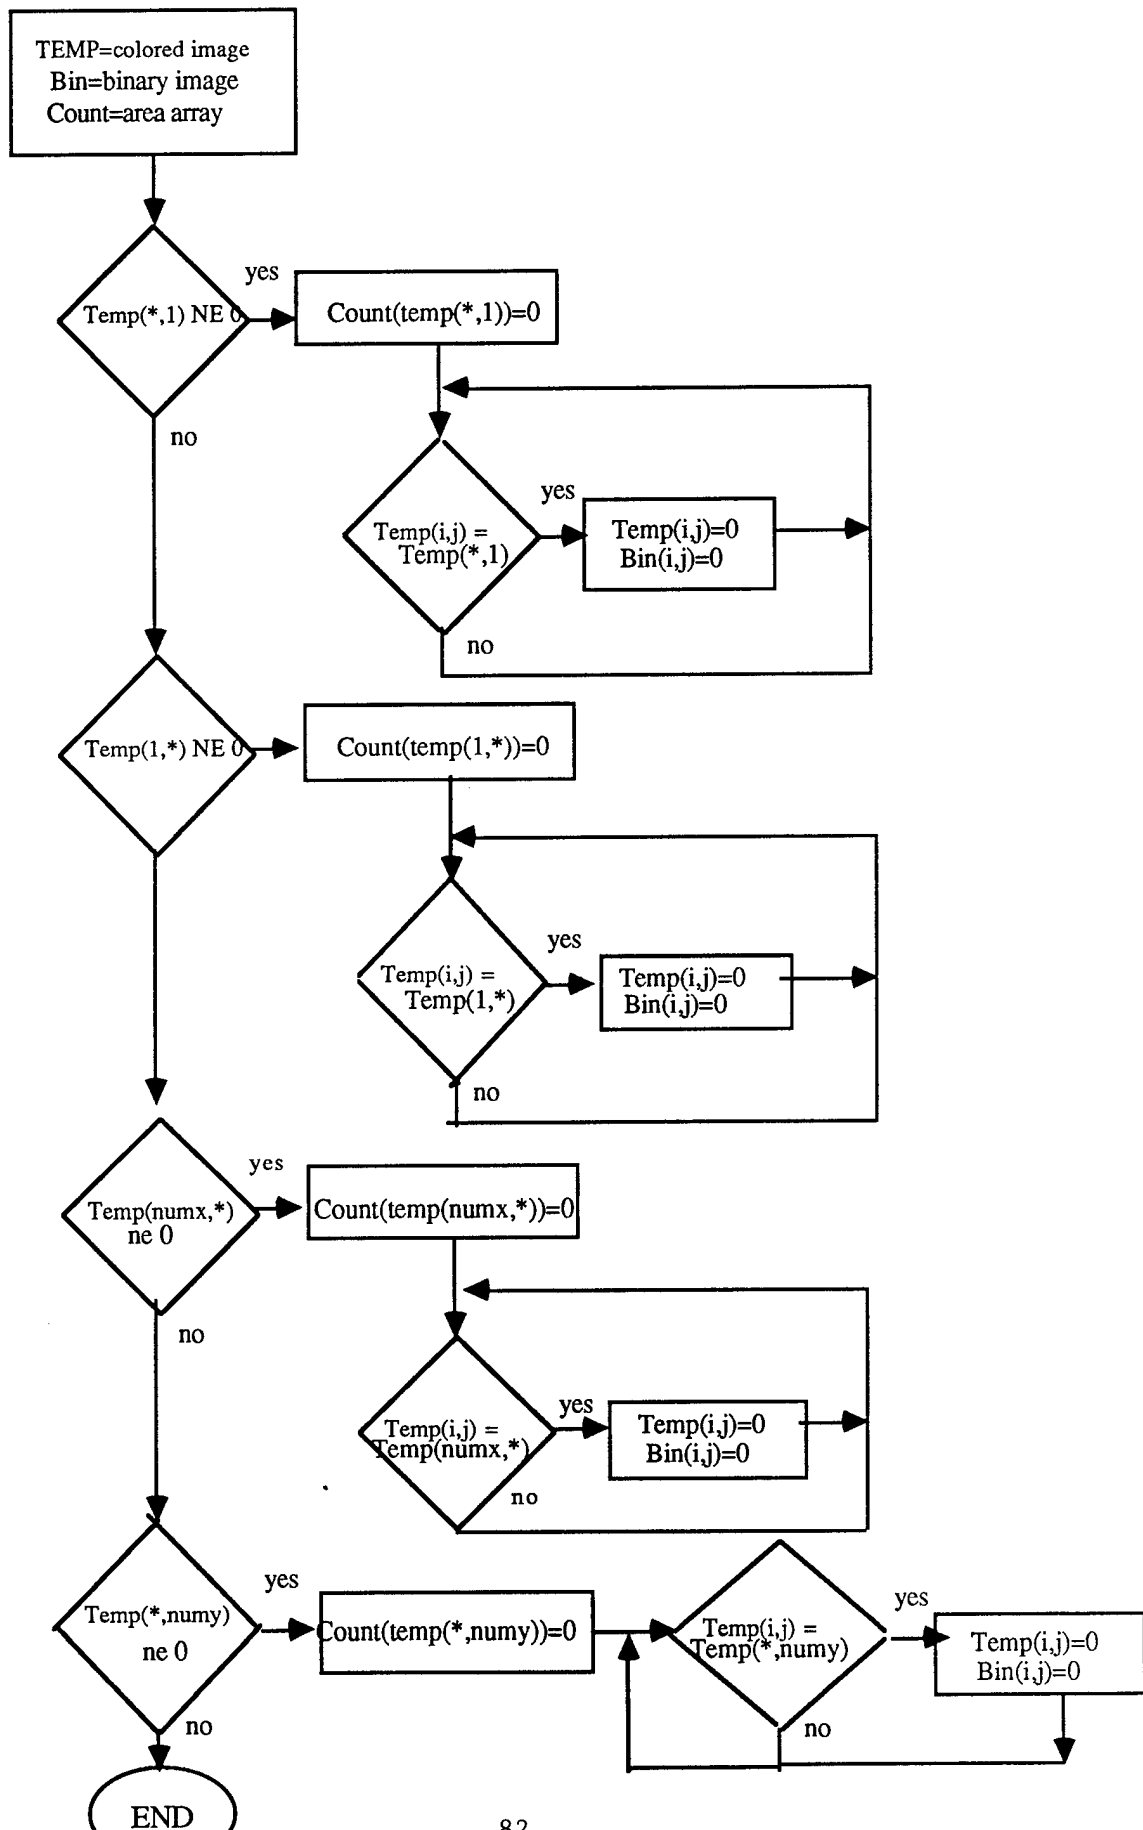 TEMP=colored image
Bin=binary image
Count=area array
yes
Temp(*,1) NE 0
Count(temp(*,1))=0
no
yes
Temp(i,j) =
Temp(*,1)
Temp(i,j)=0
Bin(i,j)=0
no
Temp(1,*) NE 0
Count(temp(1,*))=0
yes
Temp(i,j) =
Temp(1,*)
Temp(i,j)=0
Bin(i,j)=0
no
yes
Temp(numx,*)
ne 0
Count(temp(numx,*))=0
no
yes
Temp(i,j) =
Temp(numx,*)
Temp(i,j)=0
Bin(i,j)=0
no
yes
Temp(*,numy)
ne 0
Count(temp(*,numy))=0
Temp(i,j) =
Temp(*,numy)
yes
Temp(i,j)=0
Bin(i,j)=0
no
no
END
82